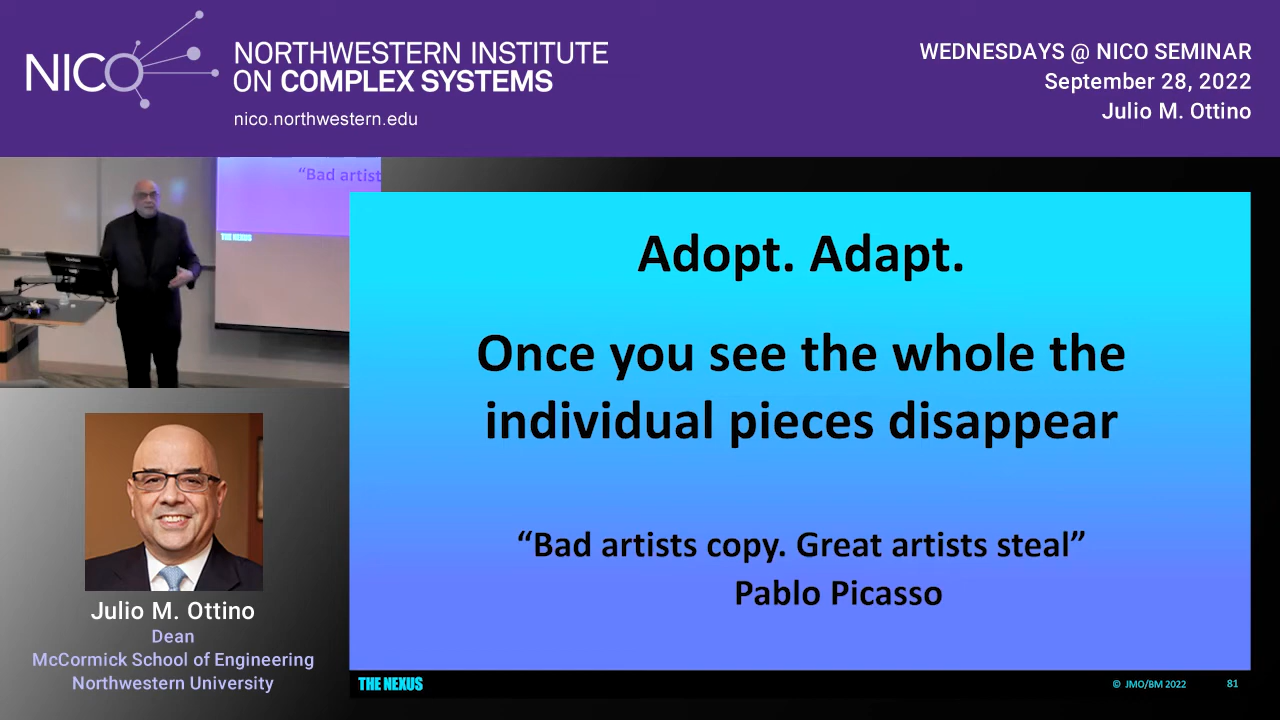 NICO
NORTHWESTERN INSTITUTE
ON COMPLEX SYSTEMS
nico.northwestern.edu
WEDNESDAYS @ NICO SEMINAR
September 28, 2022
Julio M. Ottino
“Bad artist
THE NEXUS
Adopt. Adapt.
Once you see the whole the
individual pieces disappear
“Bad artists copy. Great artists steal”
Pablo Picasso
Julio M. Ottino
Dean
McCormick School of Engineering
Northwestern University
THE NEXUS
© JMO/BM 2022
81